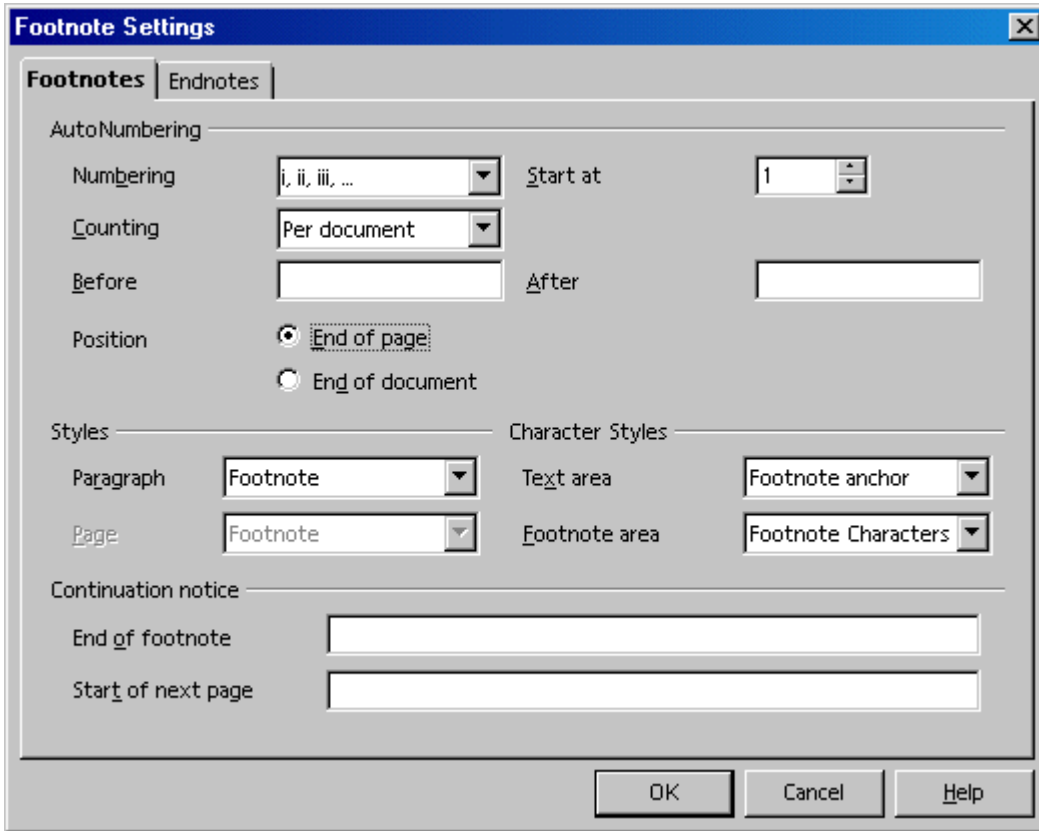 Footnote Settings
Footnotes Endnotes
AutoNumbering
Numbering i, ii, iii, ... Start at 1
Counting Per document
Before After
Position End of page
End of document
Styles Character Styles
Paragraph Footnote Text area Footnote anchor
Page Footnote Footnote area Footnote Characters
Continuation notice
End of footnote
Start of next page
OK Cancel Help